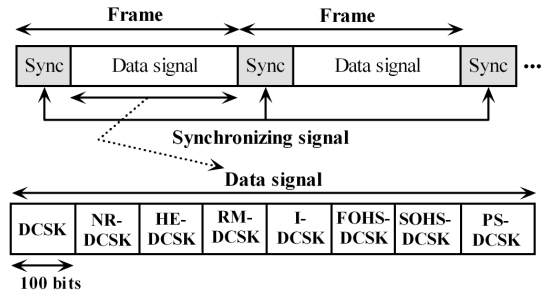 Frame Frame
Sync Data signal Sync Data signal Sync ...
Synchronizing signal
Data signal
DCSK NR-DCSK HE-DCSK RM-DCSK I-DCSK FOHS-DCSK SOHS-DCSK PS-DCSK
100 bits